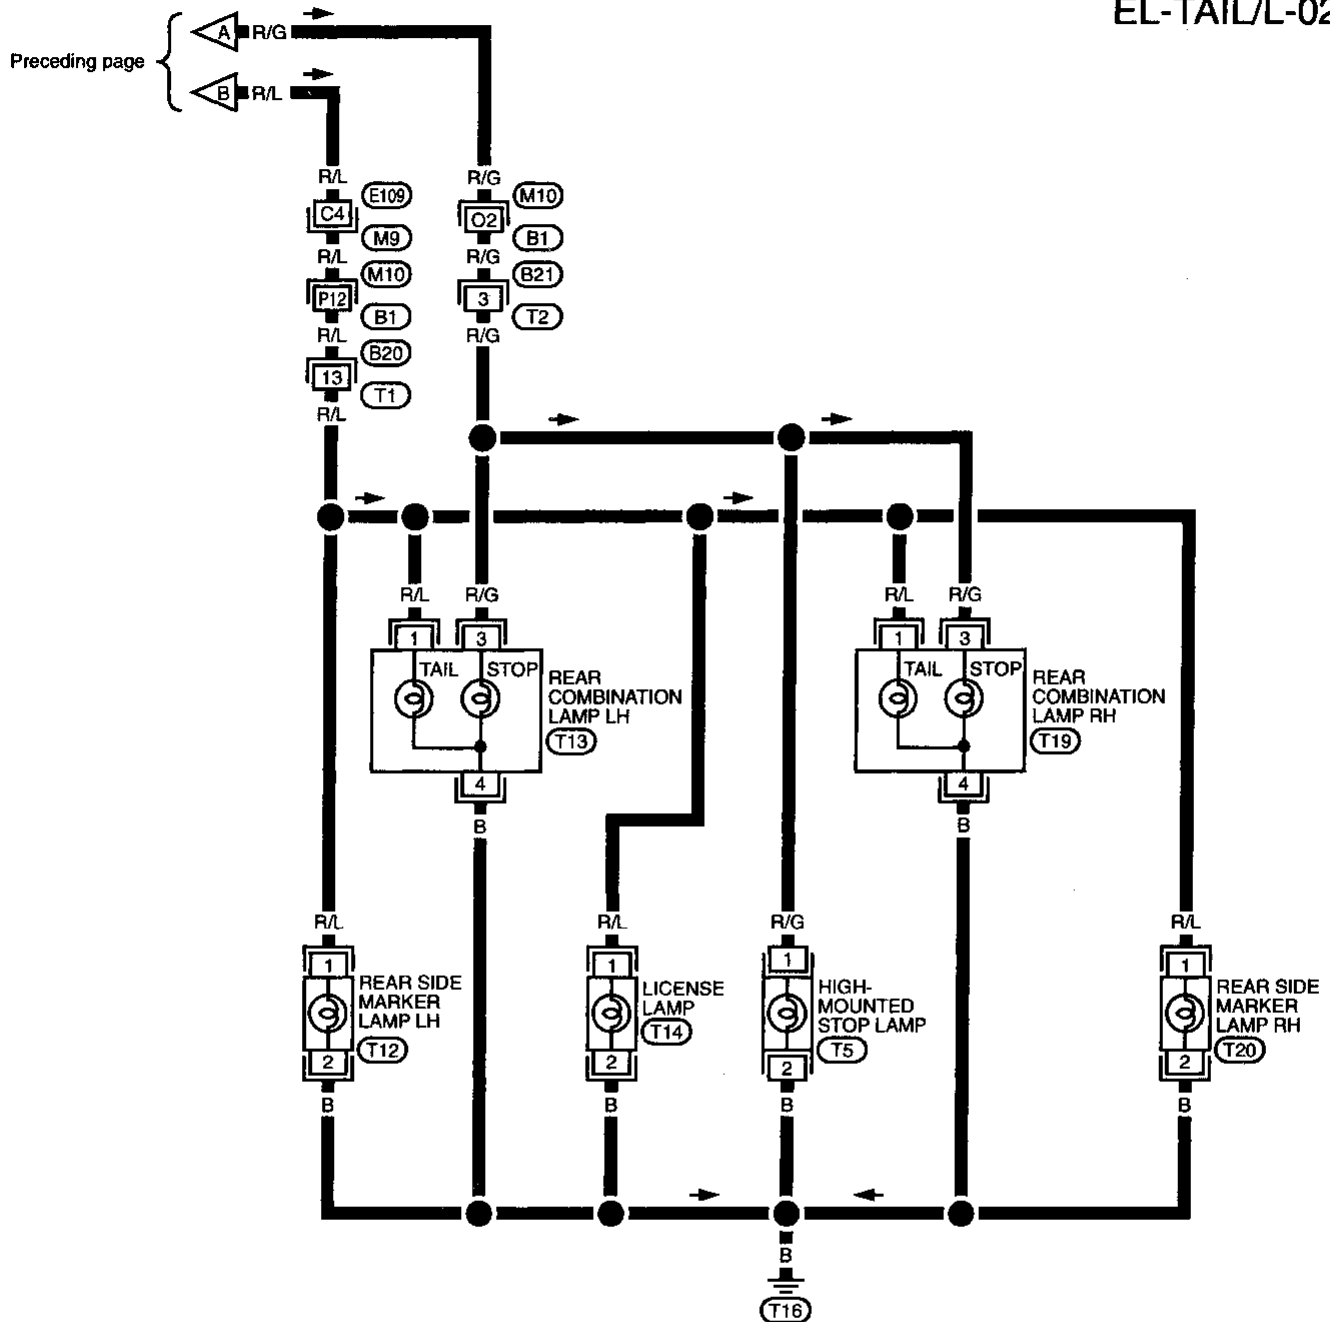 EL-TAIL/L-02
Preceding page
A R/G
B R/L
R/L R/G
E109 M10
C4 O2
M9 B1
R/L R/G
M10 B21
P12 3
B1 T2
R/L R/G
B20
13
T1
R/L
R/L R/G R/L R/G
1 3 1 3
TAIL STOP TAIL STOP
REAR
COMBINATION
LAMP LH
T13
REAR
COMBINATION
LAMP RH
T19
4 4
B B
R/L R/L R/G R/L
1 1 1 1
REAR SIDE
MARKER
LAMP LH
T12
LICENSE
LAMP
T14
HIGH-
MOUNTED
STOP LAMP
T5
REAR SIDE
MARKER
LAMP RH
T20
2 2 2 2
B B B B
B
T16